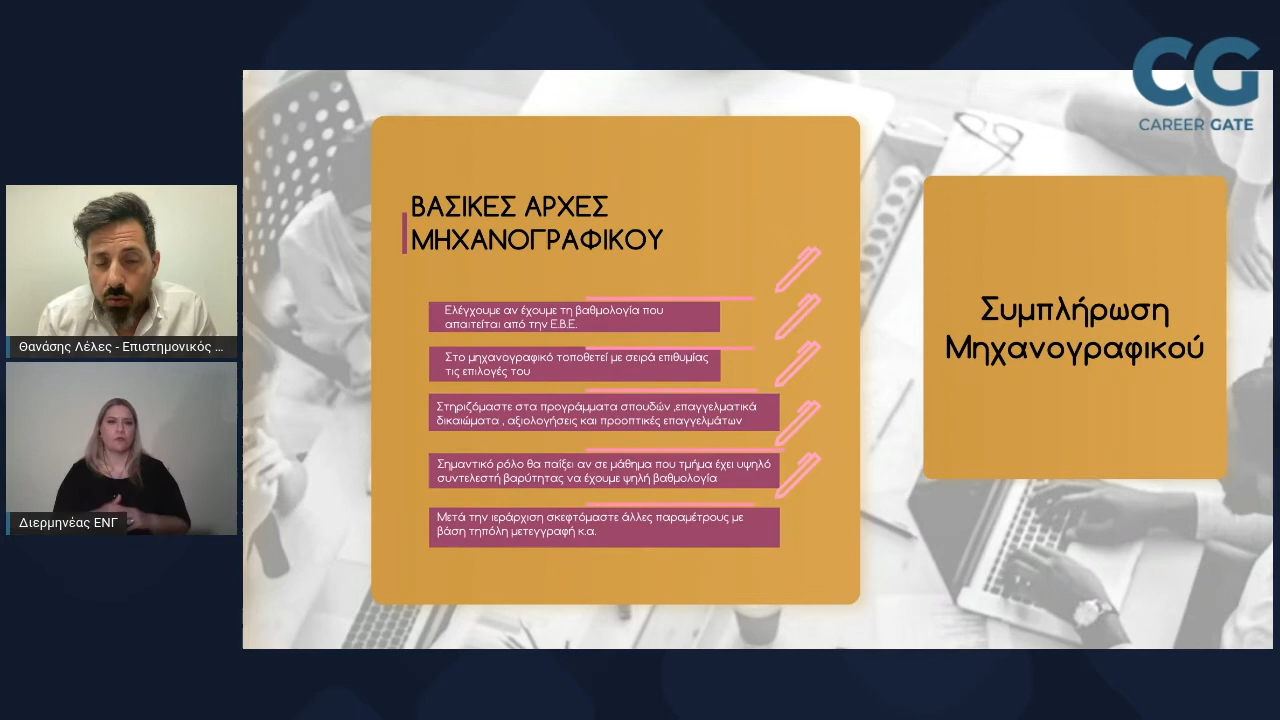 CG
CAREER GATE
ΒΑΣΙΚΕΣ ΑΡΧΕΣ
ΜΗΧΑΝΟΓΡΑΦΙΚΟΥ
Ελέγχουμε αν έχουμε τη βαθμολογία που
απαιτείται από την Ε.Β.Ε.
Στο μηχανογραφικό τοποθετεί με σειρά επιθυμίας
τις επιλογές του
Στηριζόμαστε στα προγράμματα σπουδών ,επαγγελματικά
δικαιώματα , αξιολογήσεις και προοπτικές επαγγελμάτων
Σημαντικό ρόλο θα παίξει αν σε μάθημα που τμήμα έχει υψηλό
συντελεστή βαρύτητας να έχουμε ψηλή βαθμολογία
Μετά την ιεράρχιση σκεφτόμαστε άλλες παραμέτρους με
βάση τηπόλη μετεγγραφή κ.α.
Συμπλήρωση
Μηχανογραφικού
Θανάσης Λέλες - Επιστημονικός ...
Διερμηνέας ΕΝΓ